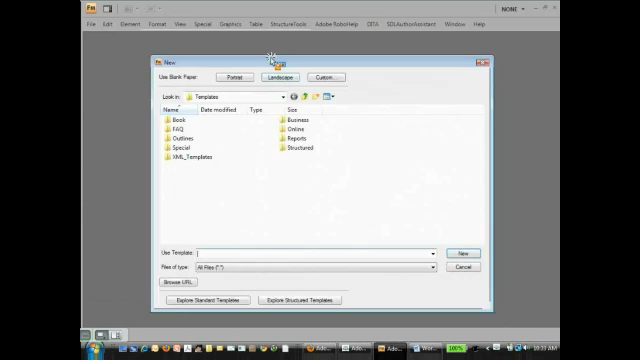 Fm
NONE
File Edit View Special Graphics Table StructureTools Adobe RoboHelp DITA SDLAuthorAssistant Window Help
New
Use Blank Paper: Portrait Landscape Custom...
Look in: Templates
Name Date modified Type Size
Book Business
FAQ Online
Outlines Reports
Special Structured
XML_Templates
Use Template: New
Files of type: All Files (*.*) Cancel
Browse URL
Explore Standard Templates Explore Structured Templates
Ado... Ado... Word... 100% 10:33 AM